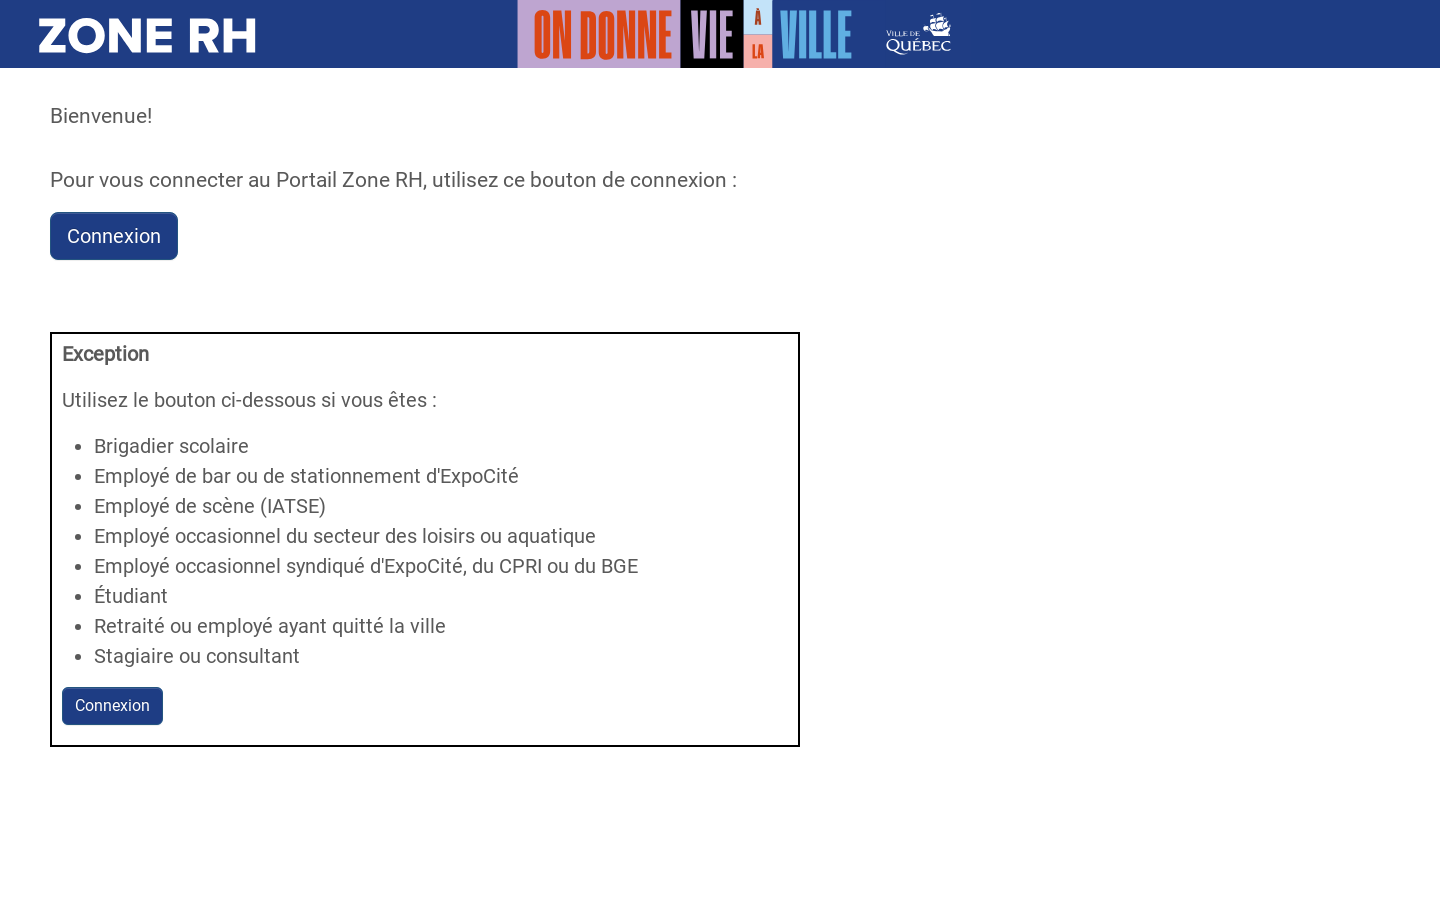 ZONE RH
ON DONNE VIE À LA VILLE
VILLE DE
QUÉBEC
Bienvenue!
Pour vous connecter au Portail Zone RH, utilisez ce bouton de connexion :
Connexion
Exception
Utilisez le bouton ci-dessous si vous êtes :
Brigadier scolaire
Employé de bar ou de stationnement d'ExpoCité
Employé de scène (IATSE)
Employé occasionnel du secteur des loisirs ou aquatique
Employé occasionnel syndiqué d'ExpoCité, du CPRI ou du BGE
Étudiant
Retraité ou employé ayant quitté la ville
Stagiaire ou consultant
Connexion